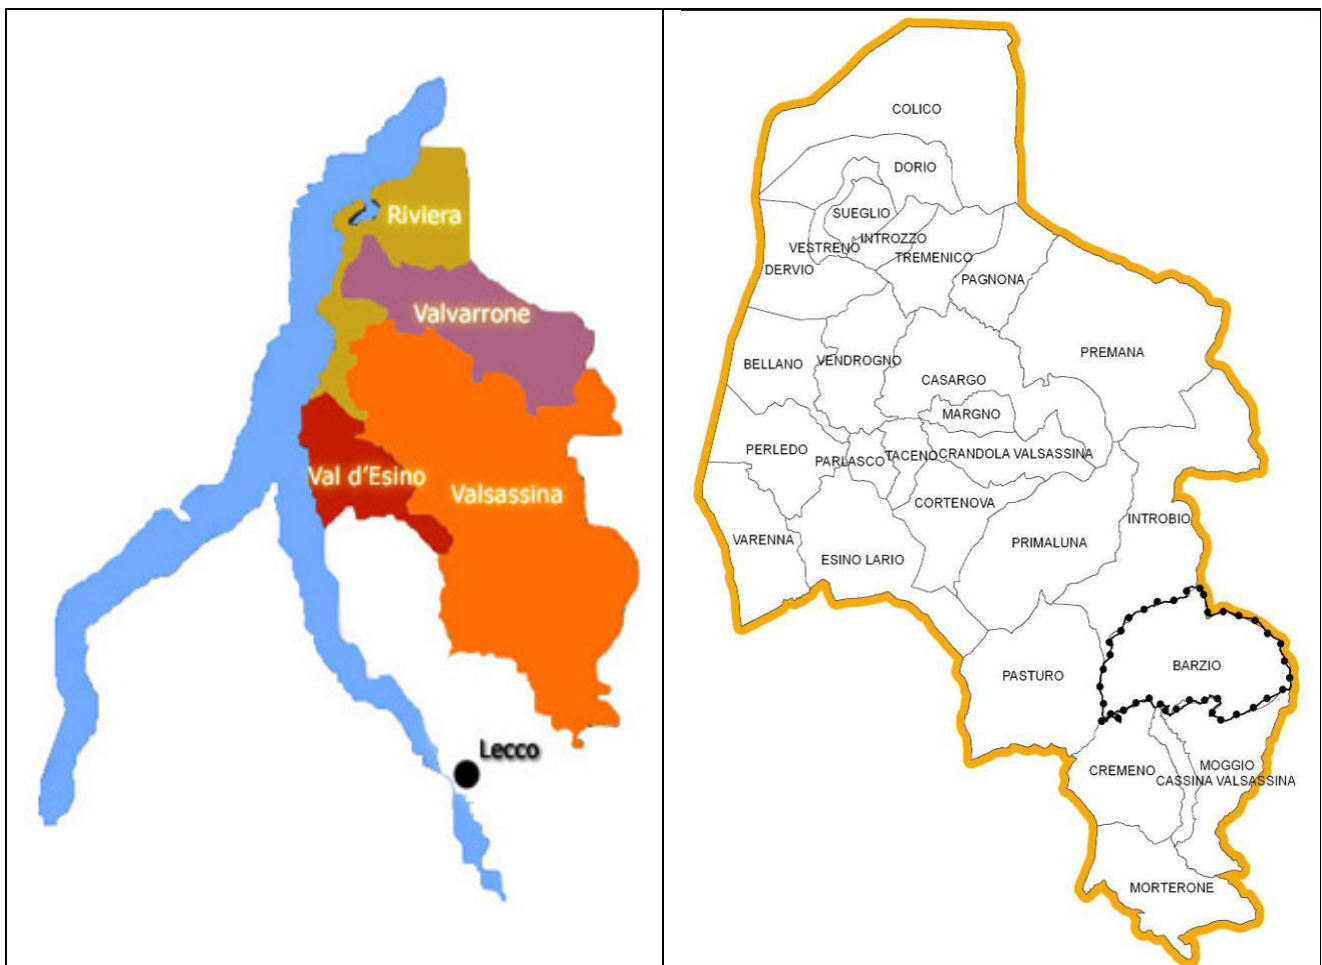 Riviera
Valvarrone
Val d'Esino
Valsassina
Lecco
COLICO
DORIO
SUEGLIO
INTROZZO
VESTRENO
TREMENICO
DERVIO
PAGNONA
PREMANA
BELLANO
VENDROGNO
CASARGO
MARGNO
PERLEDO
PARLASCO
TACENO
CRANDOLA VALSASSINA
CORTENOVA
INTROBIO
VARENNA
ESINO LARIO
PRIMALUNA
PASTURO
BARZIO
CREMENO
MOGGIO
CASSINA VALSASSINA
MORTERONE